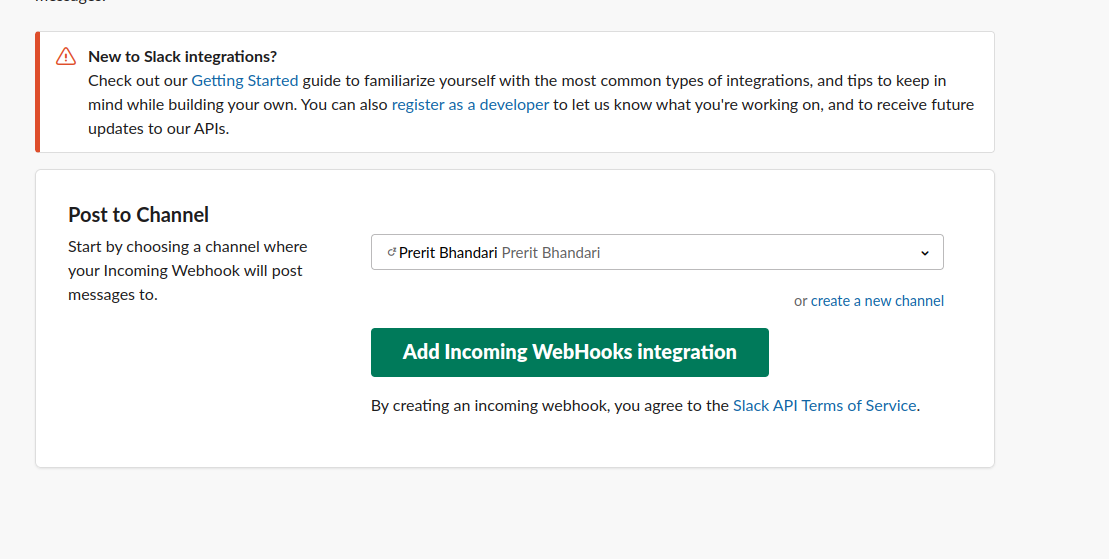 messages.
New to Slack integrations?
Check out our Getting Started guide to familiarize yourself with the most common types of integrations, and tips to keep in
mind while building your own. You can also register as a developer to let us know what you're working on, and to receive future
updates to our APIs.
Post to Channel
Start by choosing a channel where
your Incoming Webhook will post
messages to.
Prerit Bhandari Prerit Bhandari
or create a new channel
Add Incoming WebHooks integration
By creating an incoming webhook, you agree to the Slack API Terms of Service.